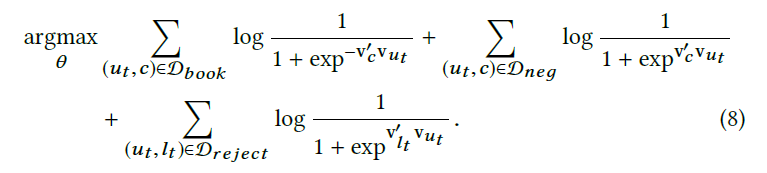 argmax_θ ∑_{(u_t,c)∈𝒟_{book}} log 1/(1 + exp^{-v'_c v_{u_t}}) + ∑_{(u_t,c)∈𝒟_{neg}} log 1/(1 + exp^{v'_c v_{u_t}})
+ ∑_{(u_t,l_t)∈𝒟_{reject}} log 1/(1 + exp^{v'_{l_t} v_{u_t}}) . (8)